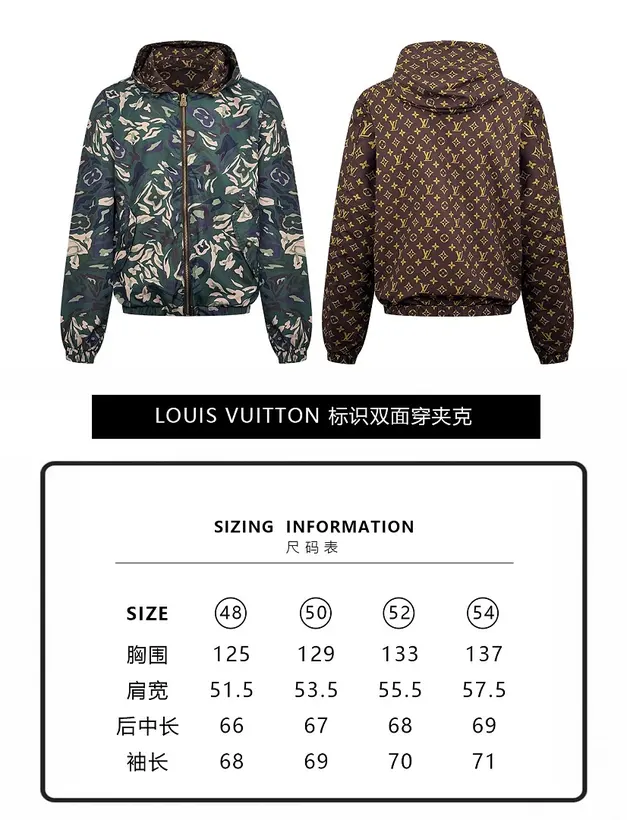 LOUIS VUITTON 标识双面穿夹克
SIZING INFORMATION
尺码表
SIZE 48 50 52 54
胸围 125 129 133 137
肩宽 51.5 53.5 55.5 57.5
后中长 66 67 68 69
袖长 68 69 70 71